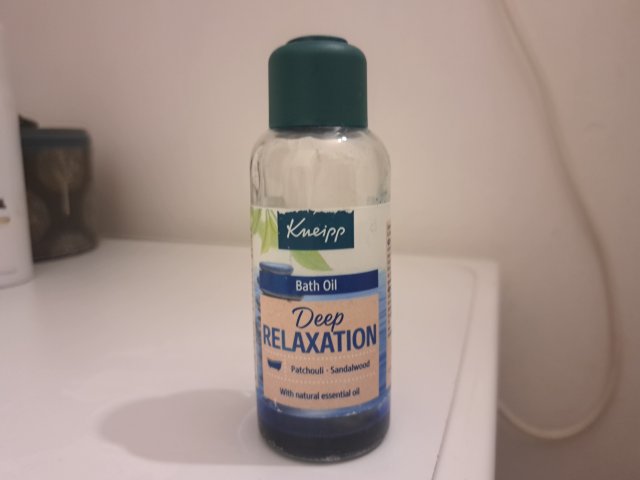 Kneipp
Bath Oil
Deep
RELAXATION
Patchouli · Sandalwood
With natural essential oil